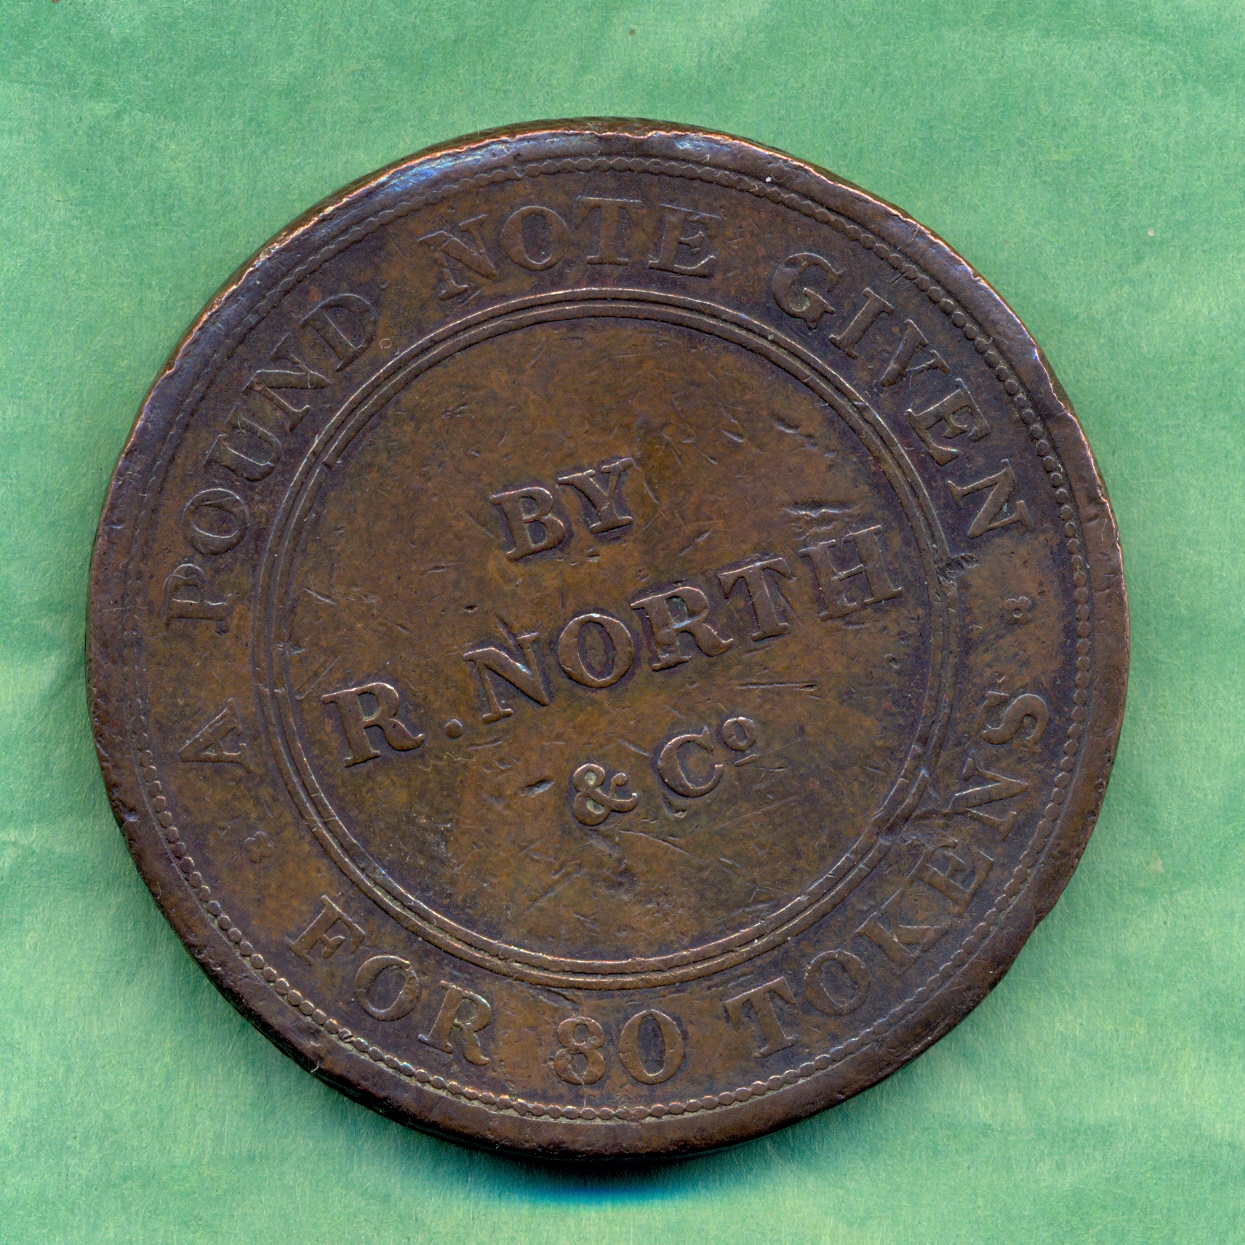 A POUND NOTE GIVEN
FOR 80 TOKENS
BY
R. NORTH
& Co